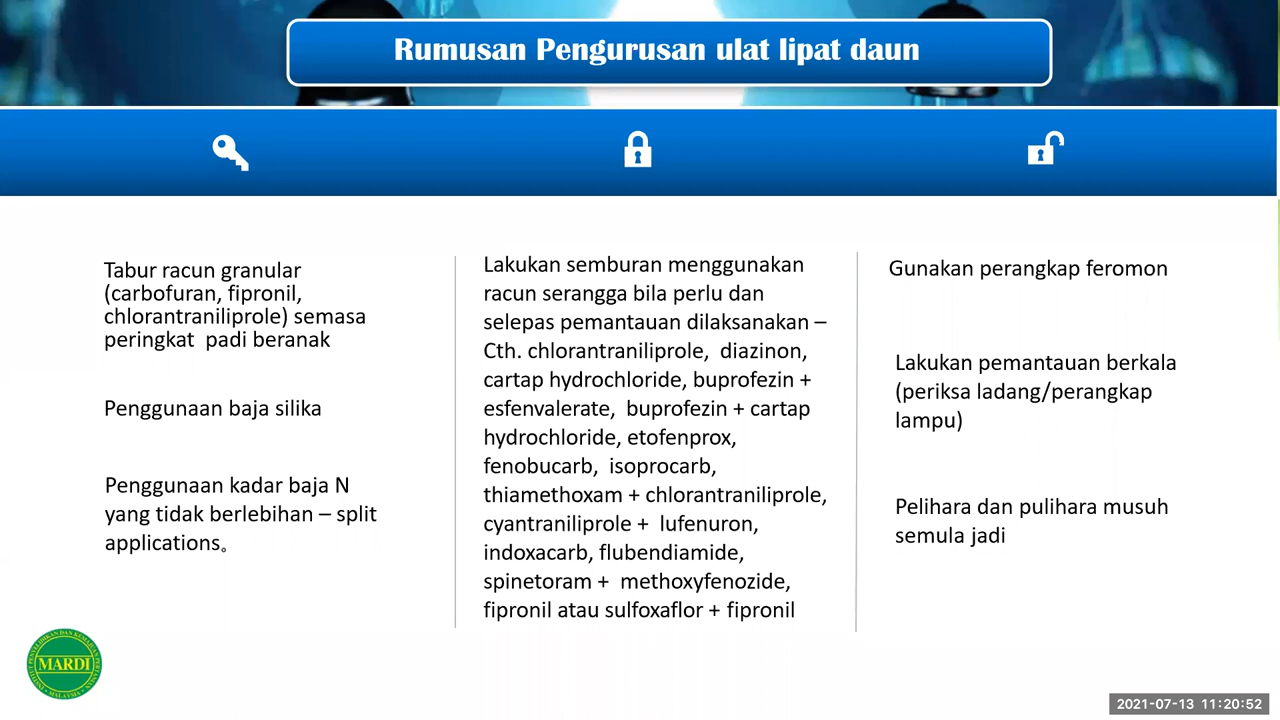 Rumusan Pengurusan ulat lipat daun
Tabur racun granular
(carbofuran, fipronil,
chlorantraniliprole) semasa
peringkat  padi beranak
Penggunaan baja silika
Penggunaan kadar baja N
yang tidak berlebihan – split
applications。
Lakukan semburan menggunakan
racun serangga bila perlu dan
selepas pemantauan dilaksanakan –
Cth. chlorantraniliprole,  diazinon,
cartap hydrochloride, buprofezin +
esfenvalerate,  buprofezin + cartap
hydrochloride, etofenprox,
fenobucarb,  isoprocarb,
thiamethoxam + chlorantraniliprole,
cyantraniliprole +  lufenuron,
indoxacarb, flubendiamide,
spinetoram +  methoxyfenozide,
fipronil atau sulfoxaflor + fipronil
Gunakan perangkap feromon
Lakukan pemantauan berkala
(periksa ladang/perangkap
lampu)
Pelihara dan pulihara musuh
semula jadi
MARDI
2021-07-13  11:20:52